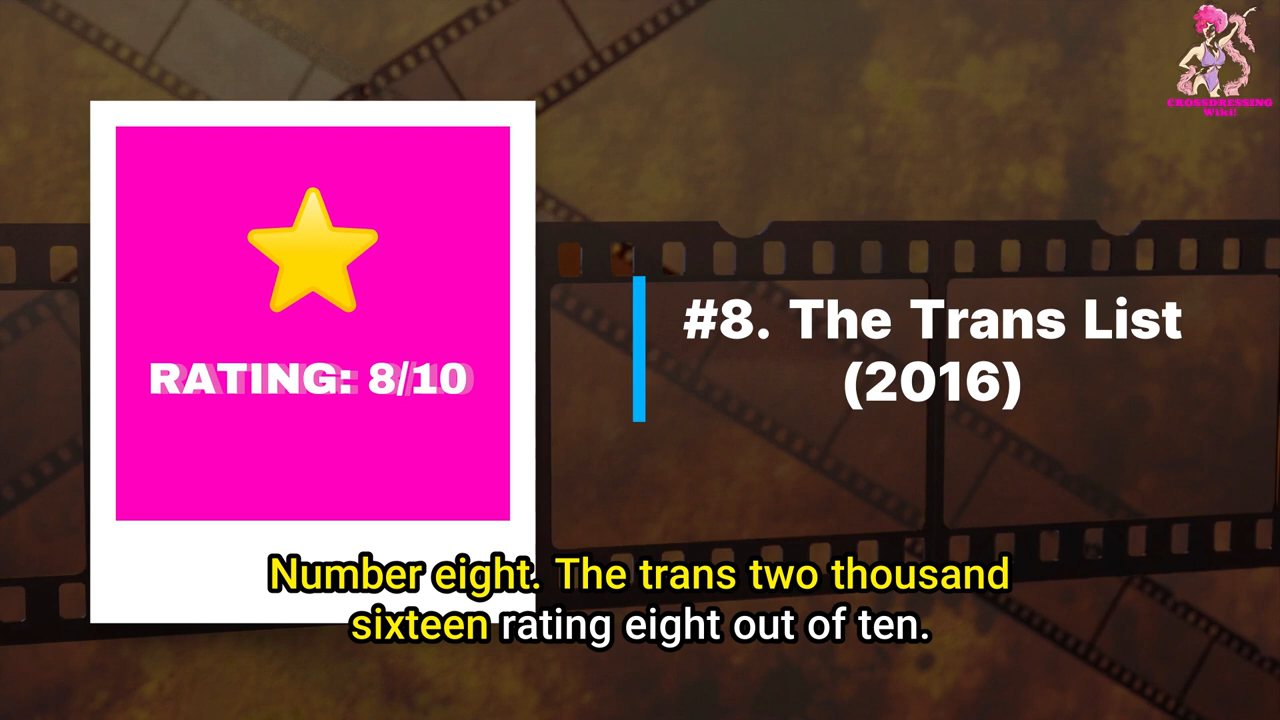 CROSSDRESSING
Wiki!
RATING: 8/10
#8. The Trans List
(2016)
Number eight. The trans two thousand
sixteen rating eight out of ten.